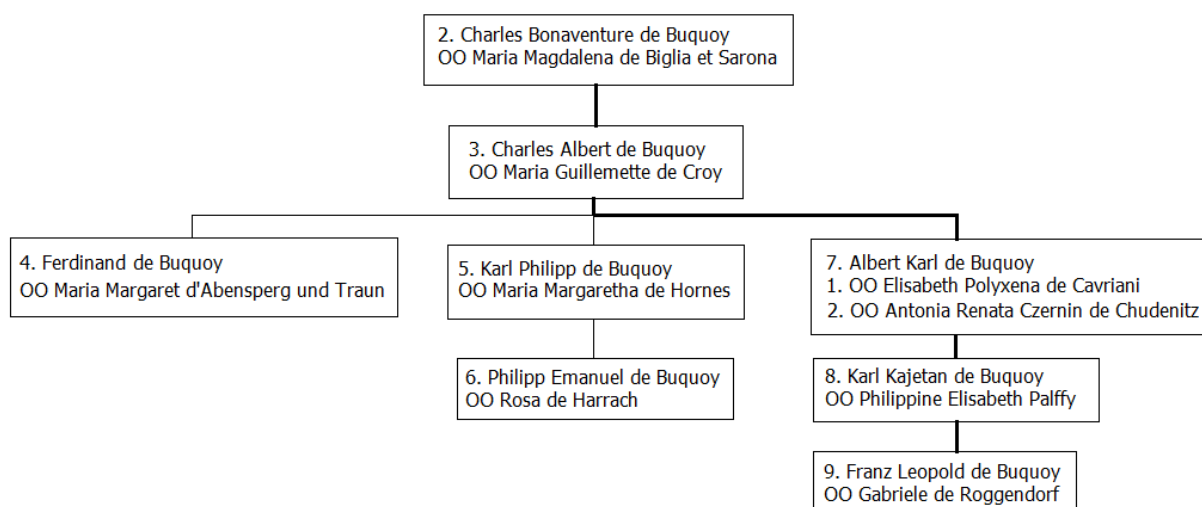 2. Charles Bonaventure de Buquoy
OO Maria Magdalena de Biglia et Sarona
3. Charles Albert de Buquoy
OO Maria Guillemette de Croy
4. Ferdinand de Buquoy
OO Maria Margaret d'Abensperg und Traun
5. Karl Philipp de Buquoy
OO Maria Margaretha de Hornes
7. Albert Karl de Buquoy
1. OO Elisabeth Polyxena de Cavriani
2. OO Antonia Renata Czernin de Chudenitz
6. Philipp Emanuel de Buquoy
OO Rosa de Harrach
8. Karl Kajetan de Buquoy
OO Philippine Elisabeth Palffy
9. Franz Leopold de Buquoy
OO Gabriele de Roggendorf